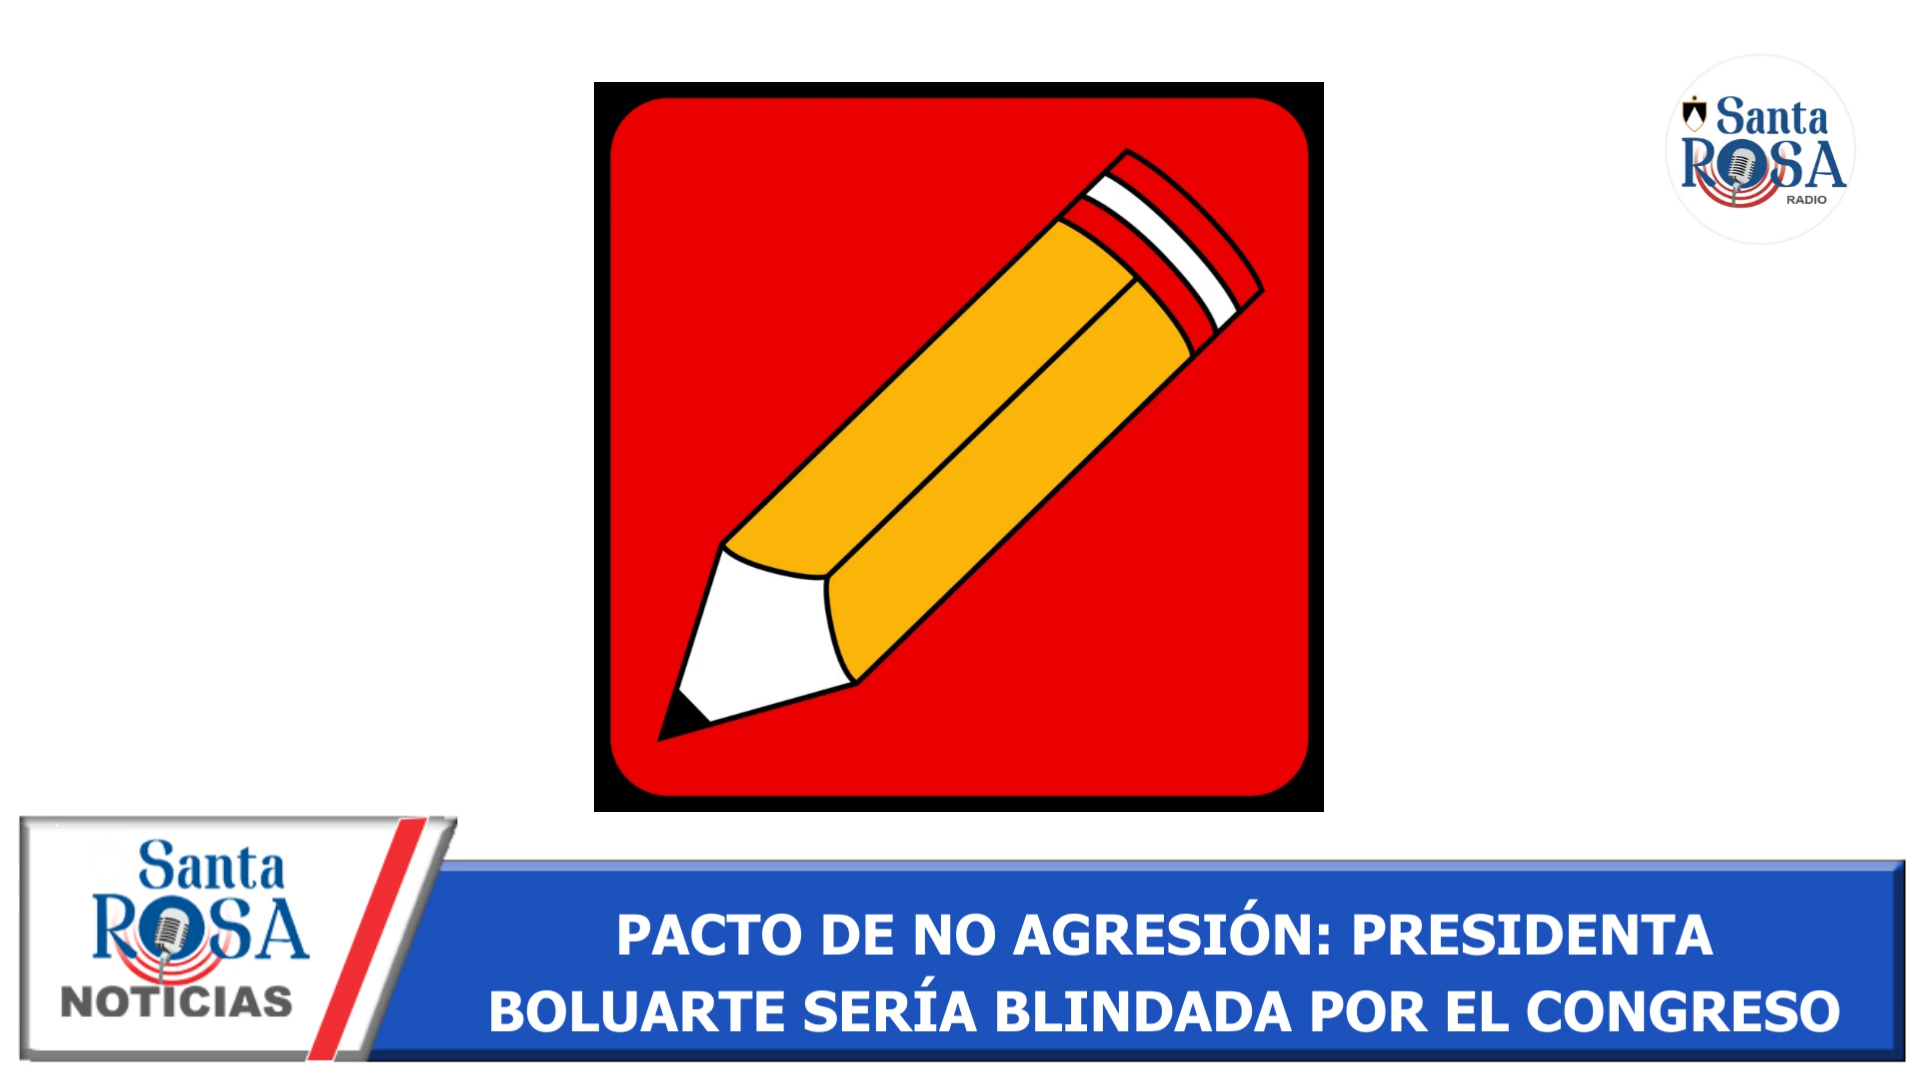 Santa
ROSA
RADIO
Santa
ROSA
NOTICIAS
PACTO DE NO AGRESIÓN: PRESIDENTA
BOLUARTE SERÍA BLINDADA POR EL CONGRESO